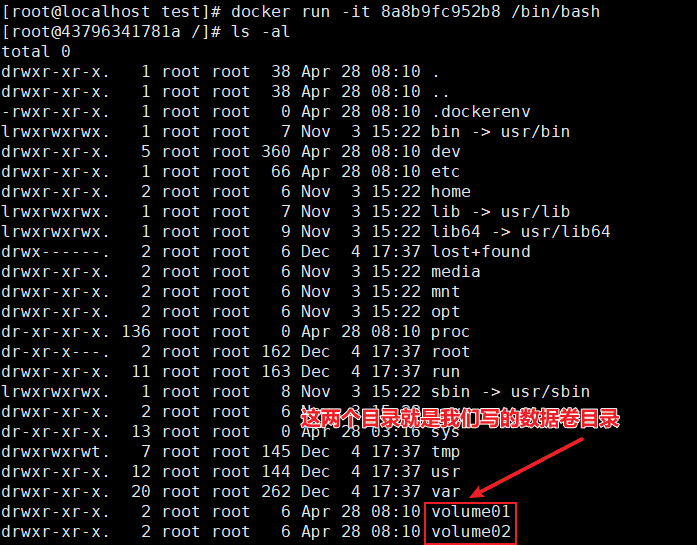 [root@localhost test]# docker run -it 8a8b9fc952b8 /bin/bash
[root@43796341781a /]# ls -al
total 0
drwxr-xr-x.   1 root root  38 Apr 28 08:10 .
drwxr-xr-x.   1 root root  38 Apr 28 08:10 ..
-rwxr-xr-x.   1 root root   0 Apr 28 08:10 .dockerenv
lrwxrwxrwx.   1 root root   7 Nov  3 15:22 bin -> usr/bin
drwxr-xr-x.   5 root root 360 Apr 28 08:10 dev
drwxr-xr-x.   1 root root  66 Apr 28 08:10 etc
drwxr-xr-x.   2 root root   6 Nov  3 15:22 home
lrwxrwxrwx.   1 root root   7 Nov  3 15:22 lib -> usr/lib
lrwxrwxrwx.   1 root root   9 Nov  3 15:22 lib64 -> usr/lib64
drwx------.   2 root root   6 Dec  4 17:37 lost+found
drwxr-xr-x.   2 root root   6 Nov  3 15:22 media
drwxr-xr-x.   2 root root   6 Nov  3 15:22 mnt
drwxr-xr-x.   2 root root   6 Nov  3 15:22 opt
dr-xr-xr-x. 136 root root   0 Apr 28 08:10 proc
dr-xr-x---.   2 root root 162 Dec  4 17:37 root
drwxr-xr-x.  11 root root 163 Dec  4 17:37 run
lrwxrwxrwx.   1 root root   8 Nov  3 15:22 sbin -> usr/sbin
drwxr-xr-x.   2 root root   6
这两个目录就是我们写的数据卷目录
dr-xr-xr-x.  13 root root   0 Apr 28 03:16 sys
drwxrwxrwt.   7 root root 145 Dec  4 17:37 tmp
drwxr-xr-x.  12 root root 144 Dec  4 17:37 usr
drwxr-xr-x.  20 root root 262 Dec  4 17:37 var
drwxr-xr-x.   2 root root   6 Apr 28 08:10 volume01
drwxr-xr-x.   2 root root   6 Apr 28 08:10 volume02